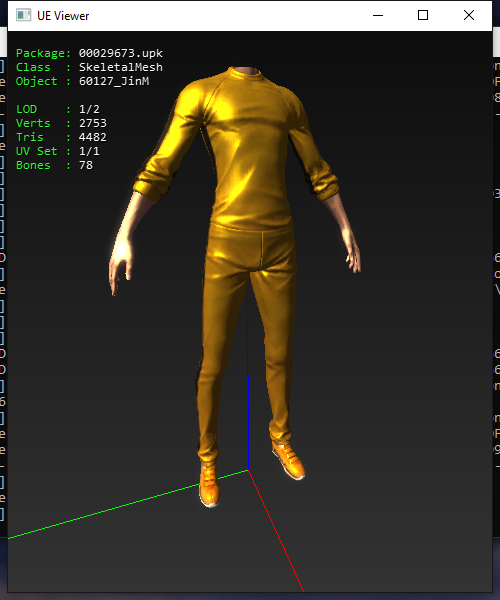 UE Viewer
Package: 00029673.upk
Class  : SkeletalMesh
Object : 60127_JinM
LOD    : 1/2
Verts  : 2753
Tris   : 4482
UV Set : 1/1
Bones  : 78